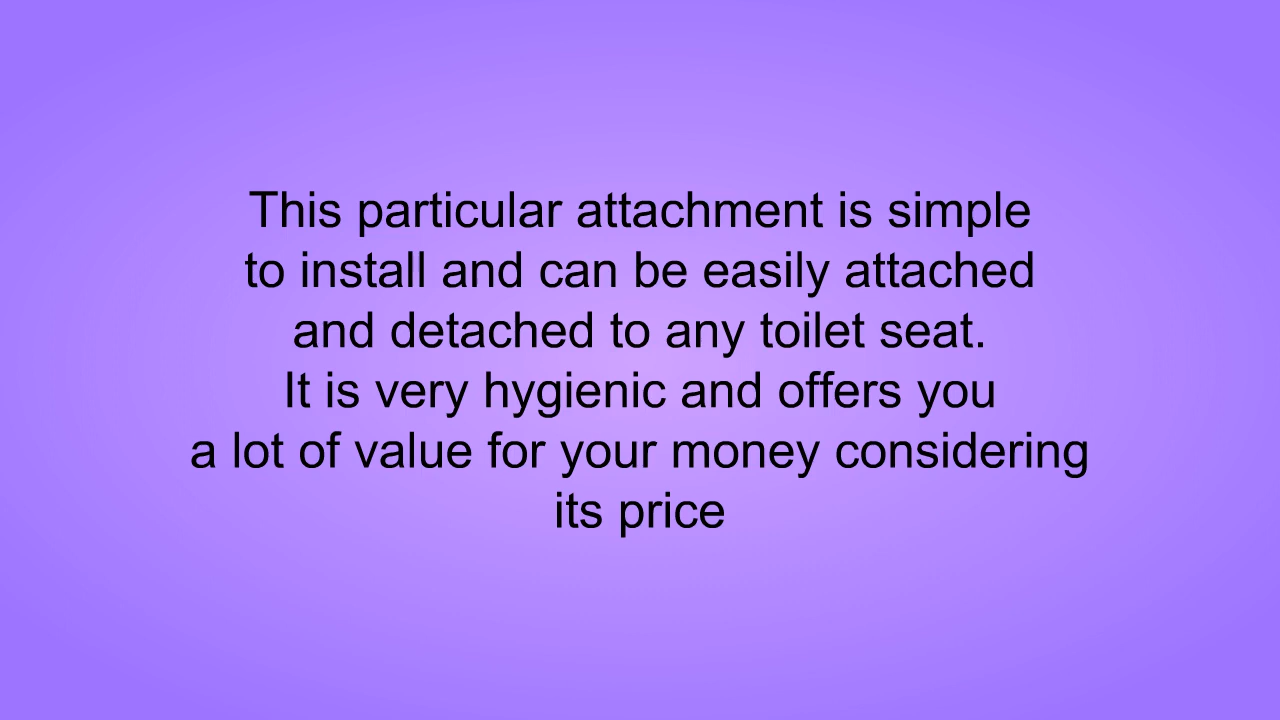 This particular attachment is simple
to install and can be easily attached
and detached to any toilet seat.
It is very hygienic and offers you
a lot of value for your money considering
its price